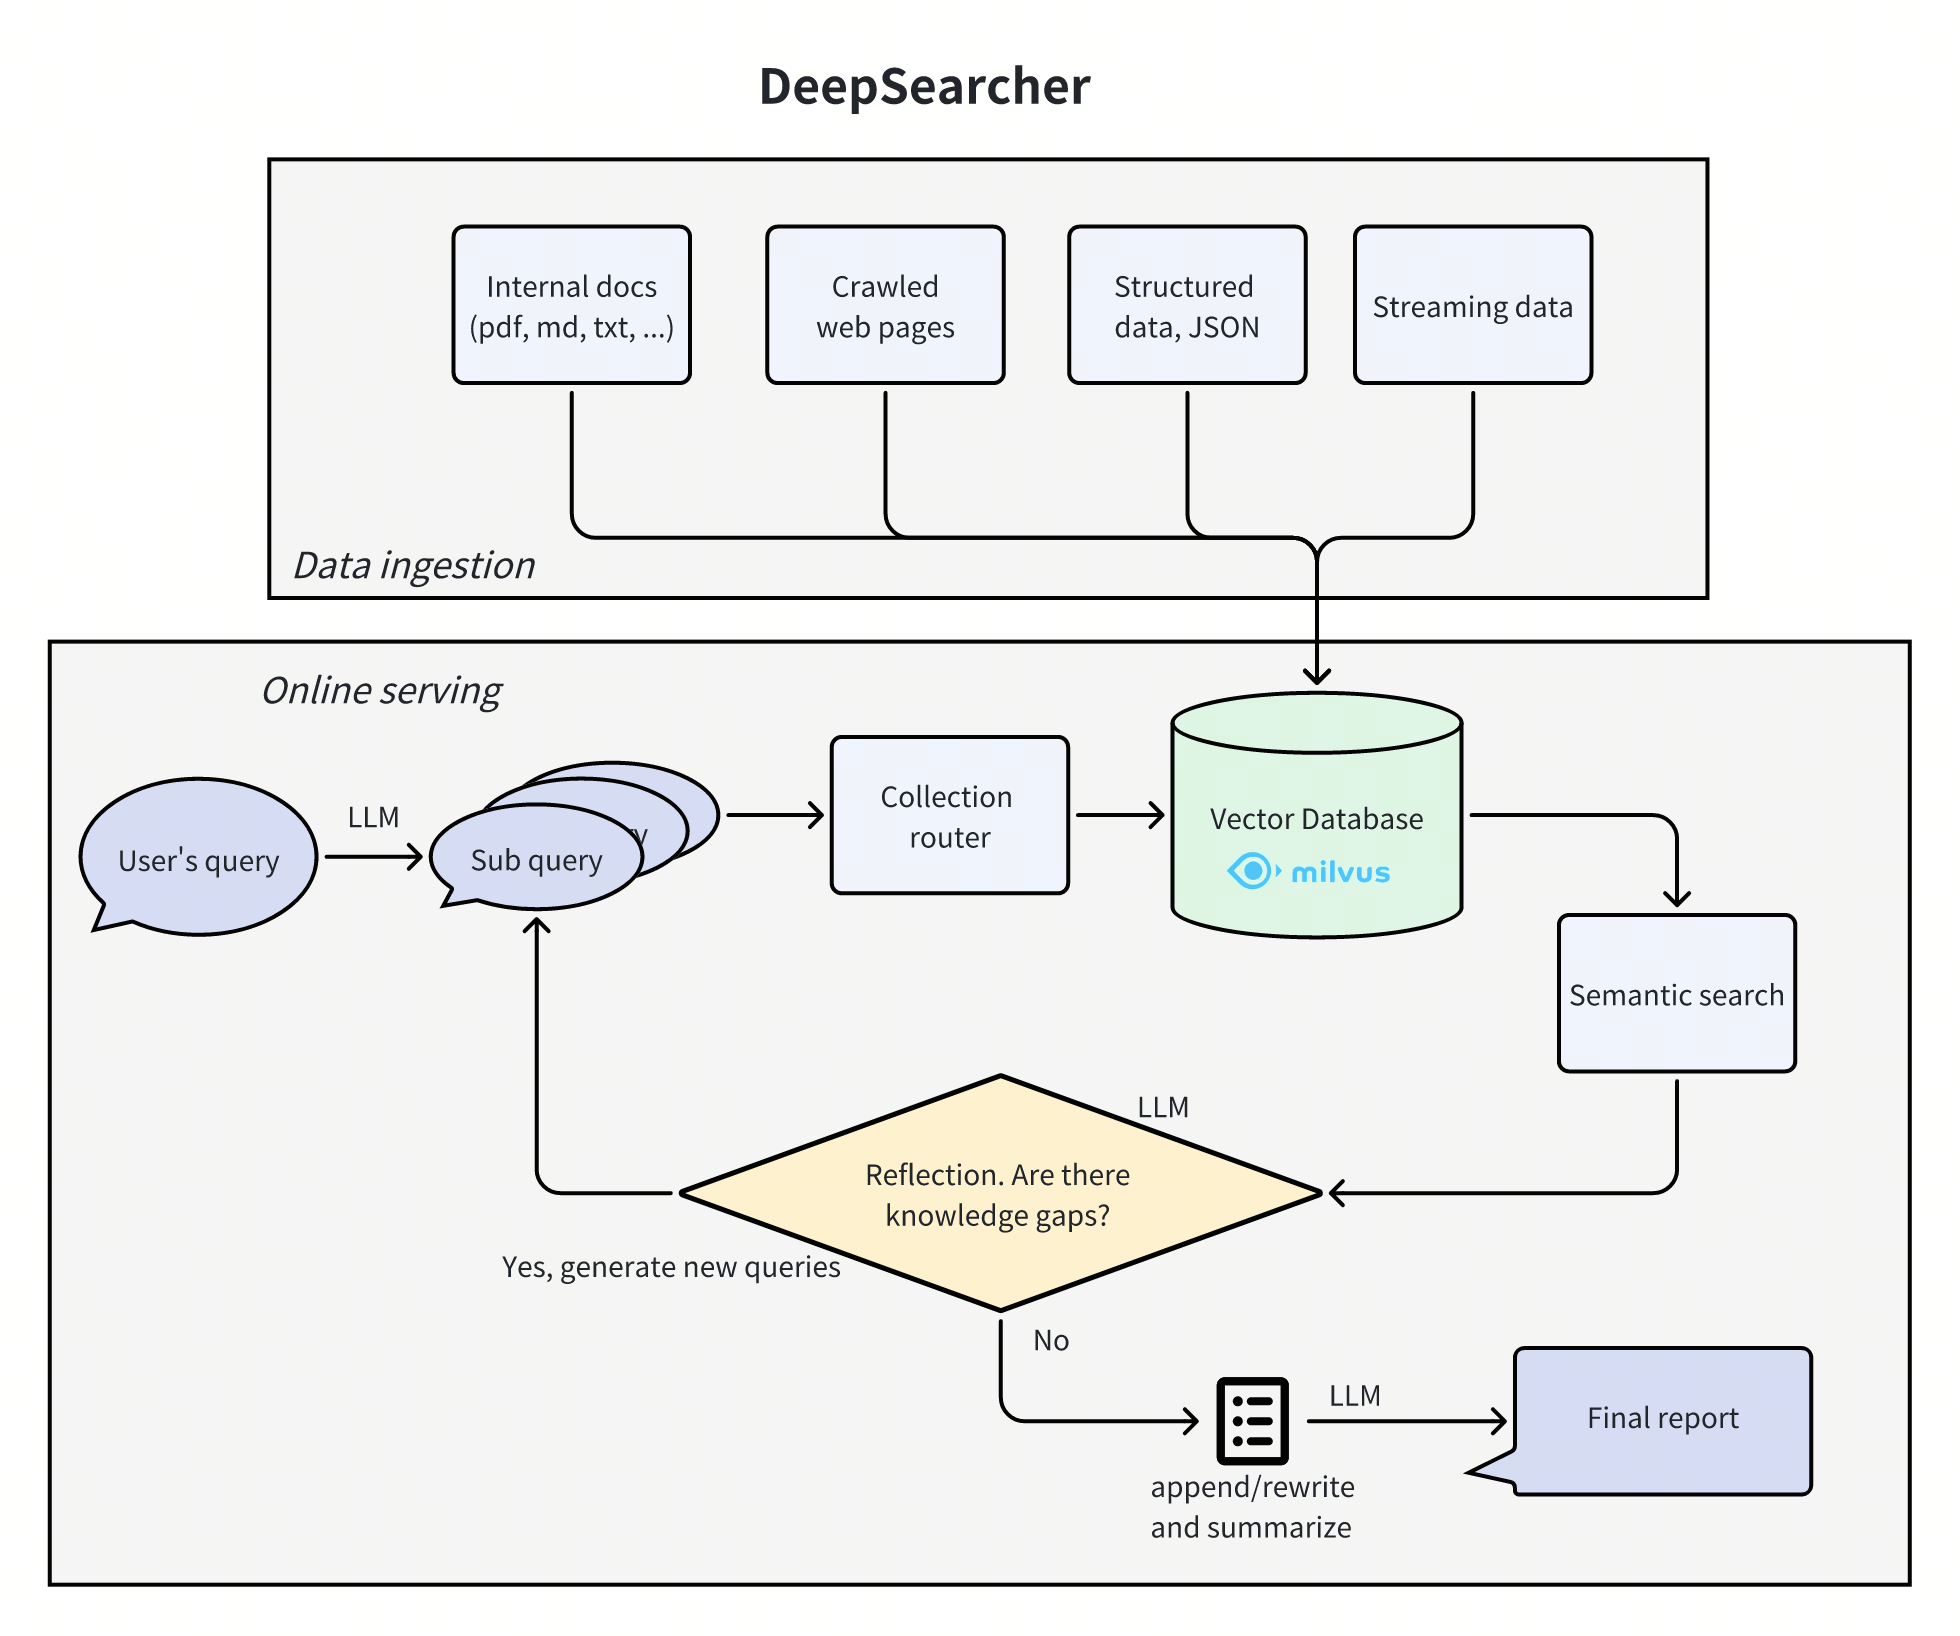 DeepSearcher
Internal docs
(pdf, md, txt, ...)
Crawled
web pages
Structured
data, JSON
Streaming data
Data ingestion
Online serving
User's query
LLM
Sub query
y
Collection
router
Vector Database
milvus
Semantic search
LLM
Reflection. Are there
knowledge gaps?
Yes, generate new queries
No
LLM
append/rewrite
and summarize
Final report